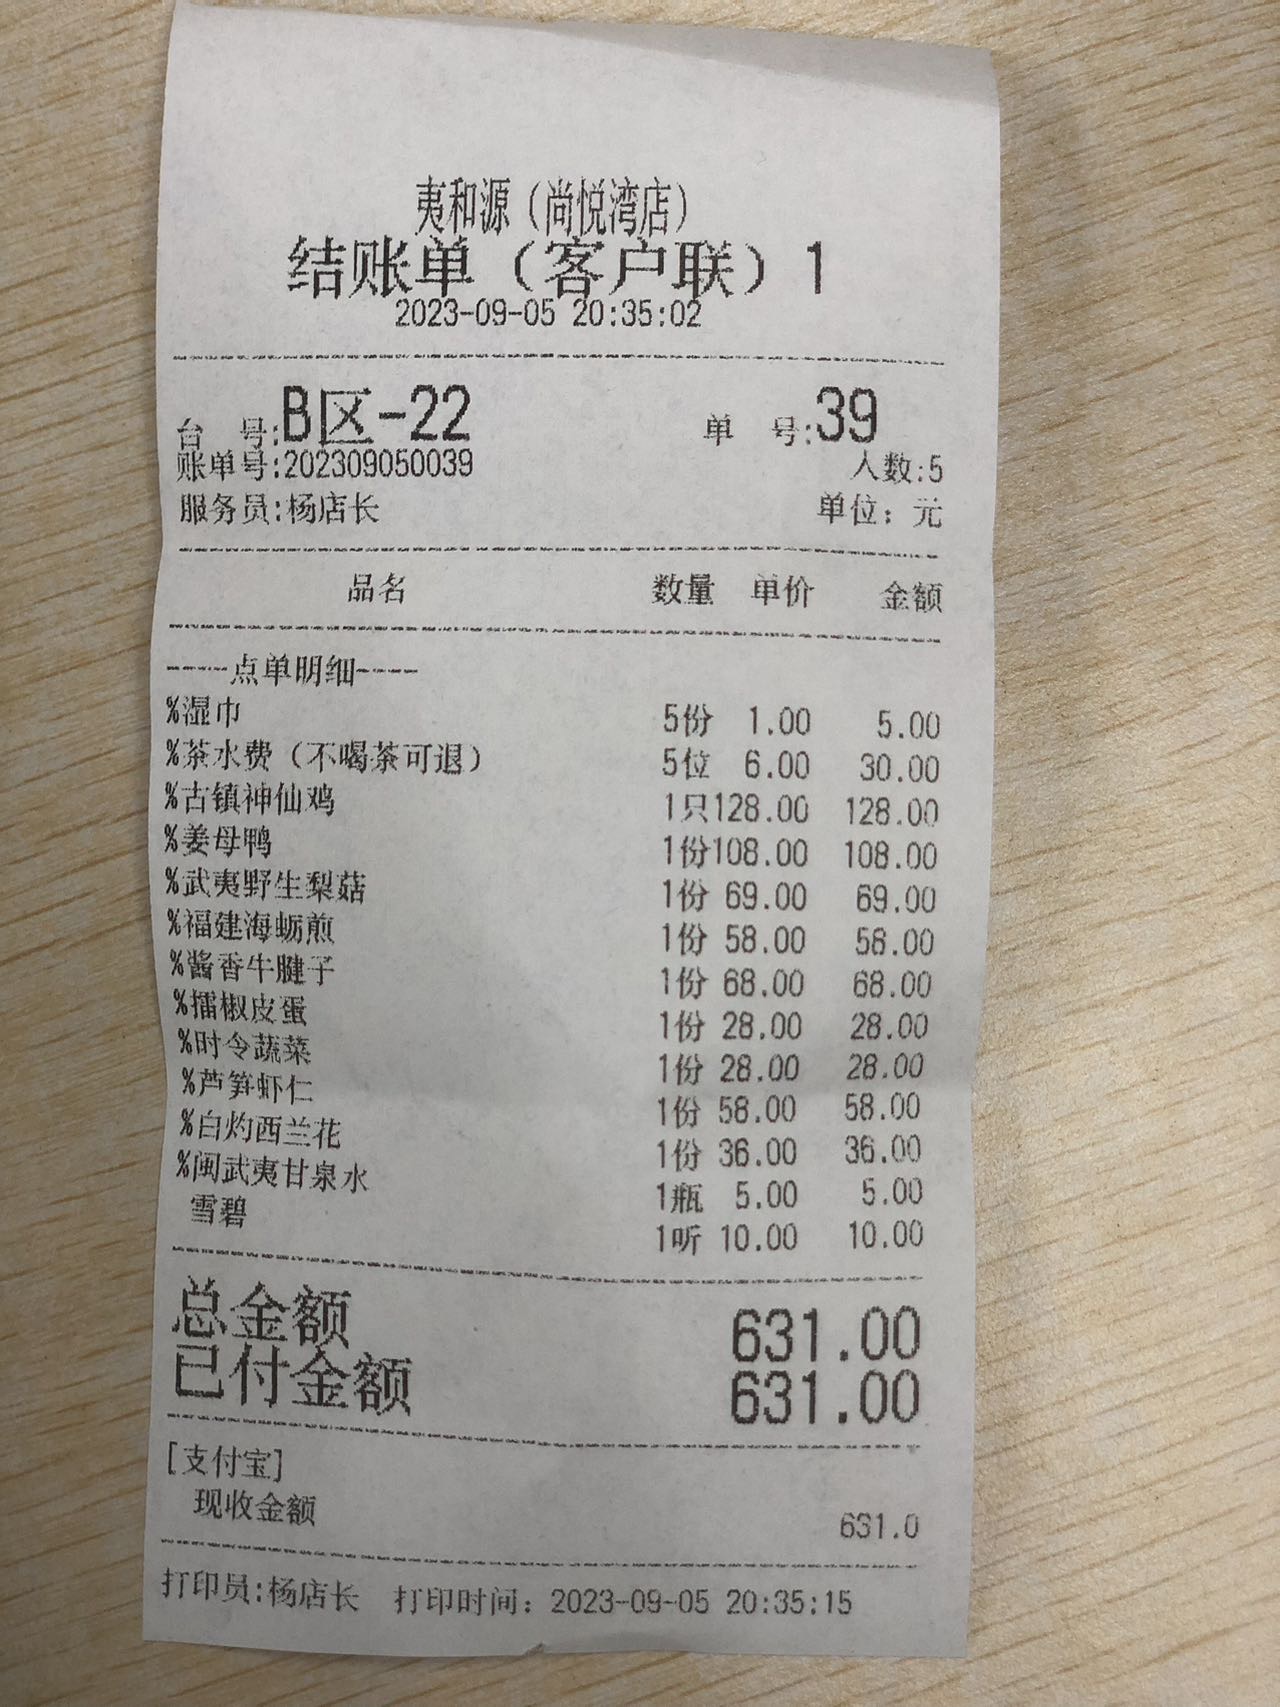 夷和源（尚悦湾店）
结账单（客户联）1
2023-09-05 20:35:02
台 号:B区-22 单 号:39
账单号:202309050039 人数:5
服务员:杨店长 单位：元
品名 数量 单价 金额
-----点单明细-----
%湿巾 5份 1.00 5.00
%茶水费（不喝茶可退） 5位 6.00 30.00
%古镇神仙鸡 1只128.00 128.00
%姜母鸭 1份108.00 108.00
%武夷野生梨菇 1份 69.00 69.00
%福建海蛎煎 1份 58.00 58.00
%酱香牛腱子 1份 68.00 68.00
%擂椒皮蛋 1份 28.00 28.00
%时令蔬菜 1份 28.00 28.00
%芦笋虾仁 1份 58.00 58.00
%白灼西兰花 1份 36.00 36.00
%闽武夷甘泉水 1瓶 5.00 5.00
雪碧 1听 10.00 10.00
总金额 631.00
已付金额 631.00
[支付宝]
现收金额 631.0
打印员:杨店长 打印时间：2023-09-05 20:35:15